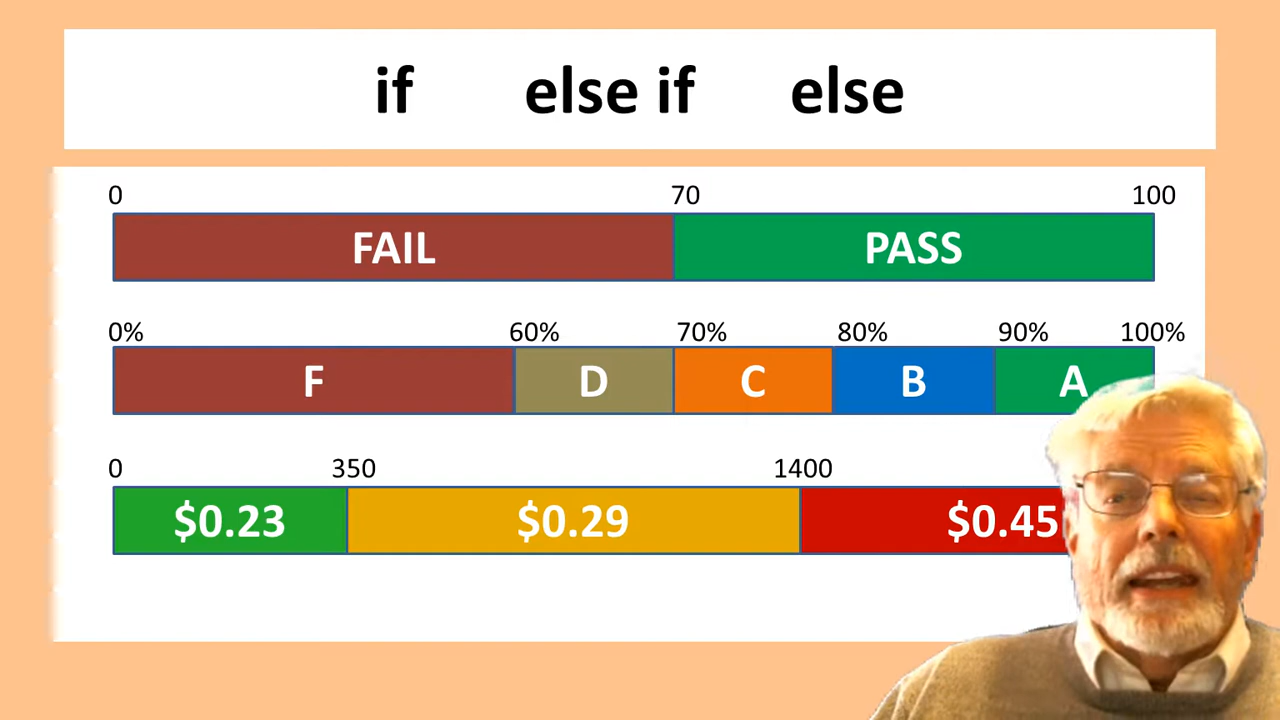 if else if else
0 70 100
FAIL PASS
0% 60% 70% 80% 90% 100%
F D C B A
0 350 1400
$0.23 $0.29 $0.45